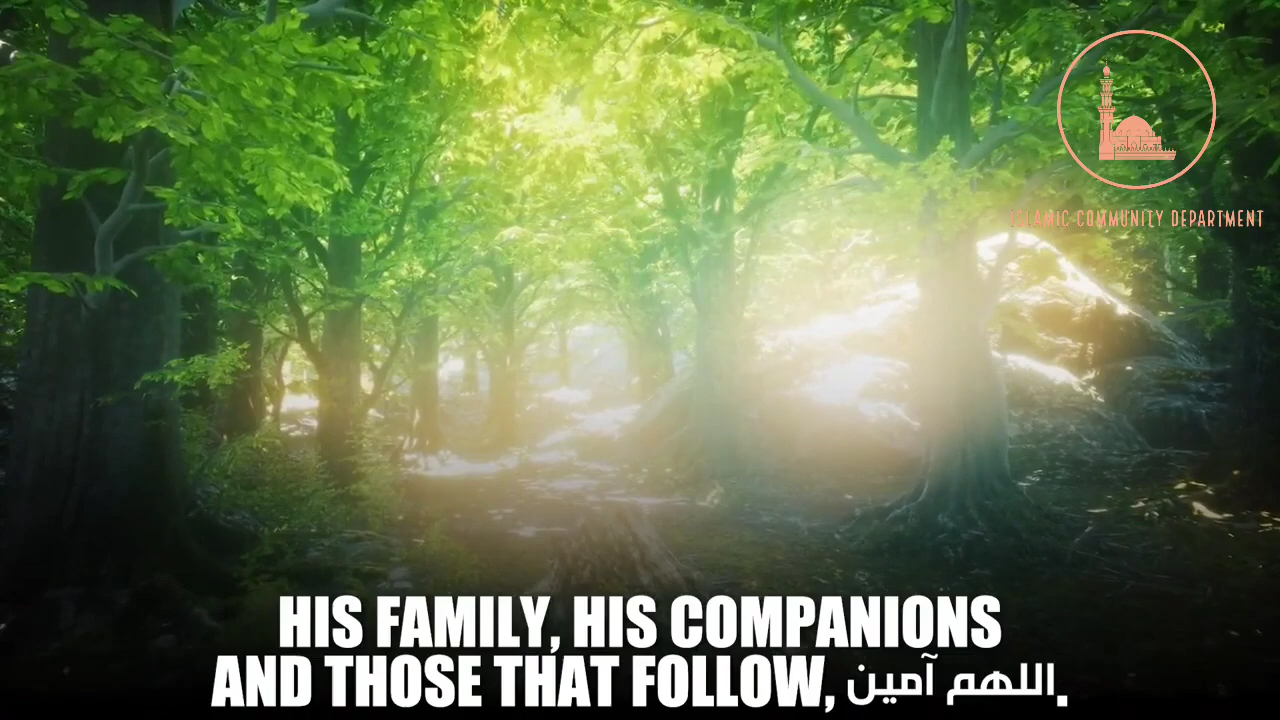 ISLAMIC COMMUNITY DEPARTMENT
HIS FAMILY, HIS COMPANIONS
AND THOSE THAT FOLLOW, اللهم آمين.